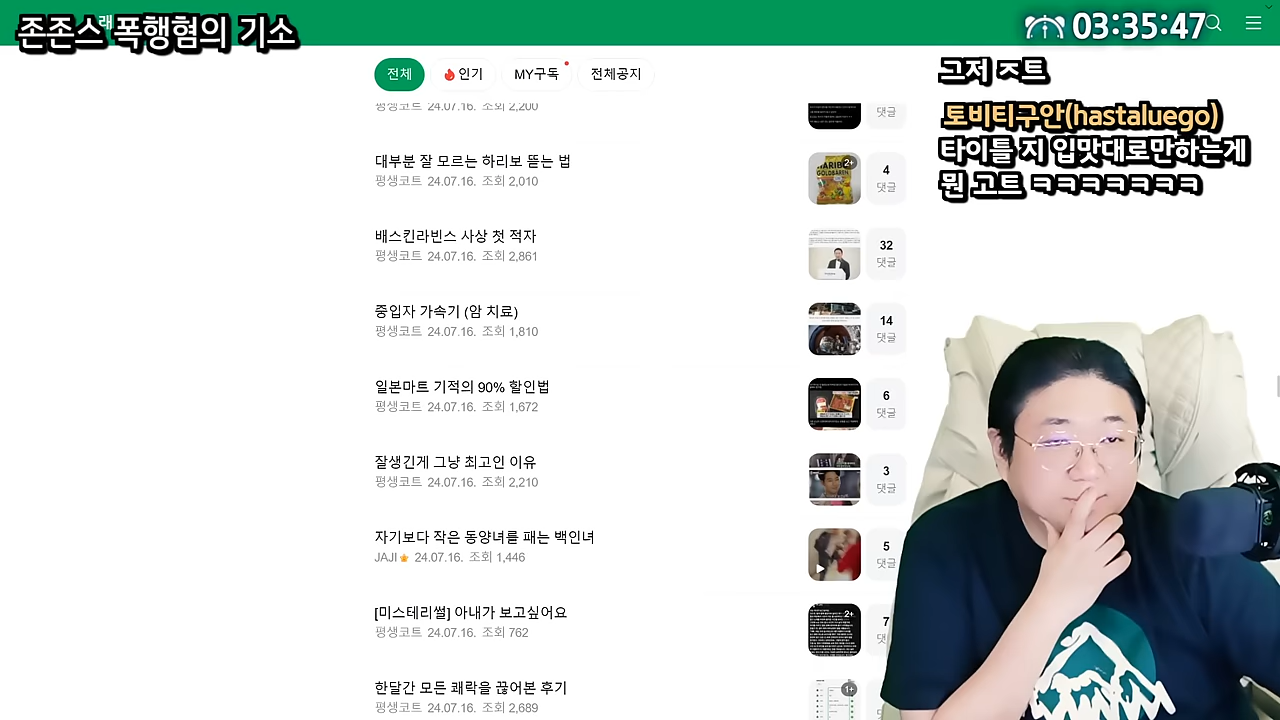 존존스 폭행혐의 기소
래
03:35:47
전체
인기
MY구독
전체공지
그저 ㅈ트
토비티구안(hastaluego)
타이틀 지 입맛대로만하는게
뭔 고트 ㅋㅋㅋㅋㅋㅋㅋ
평생코트 24.07.16. 조회 2,200
댓글
대부분 잘 모르는 하리보 뜯는 법
평생코트 24.07.16. 조회 2,010
2+
4
댓글
배스킨라빈스 사상 첫 적자
평생코트 24.07.16. 조회 2,861
32
댓글
중입자 가속기 (암 치료)
평생코트 24.07.16. 조회 1,810
14
댓글
일본마트 기적의 90% 할인법
평생코트 24.07.16. 조회 1,672
6
댓글
잘생긴게 그냥 최고인 이유
평생코트 24.07.16. 조회 2,210
3
댓글
자기보다 작은 동양녀를 패는 백인녀
JAJI 24.07.16. 조회 1,446
5
댓글
[미스테리썰] 아내가 보고싶어요
평생코트 24.07.16. 조회 768
2+
7
댓글
한달간 모든 쾌락을 끊어본 후기
평생코트 24.07.16. 조회 2,689
1+